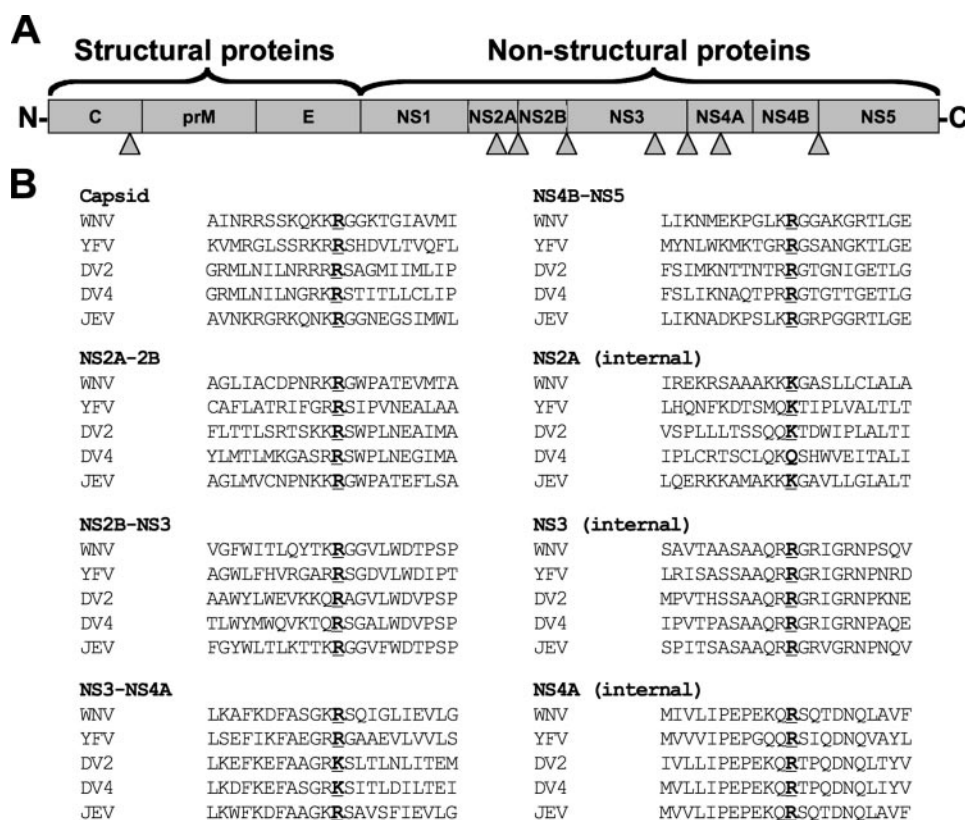 A
Structural proteins Non-structural proteins
N- C prM E NS1 NS2A NS2B NS3 NS4A NS4B NS5 -C
B
Capsid
WNV AINRRSSKQKKRGGKTGIAVMI
YFV KVMRGLSSRKRRSHDVLTVQFL
DV2 GRMLNILNRRRRSAGMIIMLIP
DV4 GRMLNILNGRKRSTITLLCLIP
JEV AVNKRGRKQNKRGGNEGSIMWL
NS2A-2B
WNV AGLIACDPNRKRGWPATEVMTA
YFV CAFLATRIFGRRSIPVNEALAA
DV2 FLTTLSRTSKKRSWPLNEAIMA
DV4 YLMTLMKGASRRSWPLNEGIMA
JEV AGLMVCNPNKKRGWPATEFLSA
NS2B-NS3
WNV VGFWITLQYTKRGGVLWDTPSP
YFV AGWLFHVRGARRSGDVLWDIPT
DV2 AAWYLWEVKKQRAGVLWDVPSP
DV4 TLWYMWQVKTQRSGALWDVPSP
JEV FGYWLTLKTTKRGGVFWDTPSP
NS3-NS4A
WNV LKAFKDFASGKRSQIGLIEVLG
YFV LSEFIKFAEGRRGAAEVLVVLS
DV2 LKEFKEFAAGRKSLTLNLITEM
DV4 LKDFKEFASGRKSITLDILTEI
JEV LKWFKDFAAGKRSAVSFIEVLG
NS4B-NS5
WNV LIKNMEKPGLKRGGAKGRTLGE
YFV MYNLWKMKTGRRGSANGKTLGE
DV2 FSIMKNTTNTRRGTGNIGETLG
DV4 FSLIKNAQTPRRGTGTTGETLG
JEV LIKNADKPSLKRGRPGGRTLGE
NS2A (internal)
WNV IREKRSAAAKKKGASLLCLALA
YFV LHQNFKDTSMQKTIPLVALTLT
DV2 VSPLLLTSSQQKTDWIPLALTI
DV4 IPLCRTSCLQKQSHWVEITALI
JEV LQERKKAMAKKKGAVLLGLALT
NS3 (internal)
WNV SAVTAASAAQRRGRIGRNPSQV
YFV LRISASSAAQRRGRIGRNPNRD
DV2 MPVTHSSAAQRRGRIGRNPKNE
DV4 IPVTPASAAQRRGRIGRNPAQE
JEV SPITSASAAQRRGRVGRNPNQV
NS4A (internal)
WNV MIVLIPEPEKQRSQTDNQLAVF
YFV MVVVIPEPGQQRSIQDNQVAYL
DV2 IVLLIPEPEKQRTPQDNQLTYV
DV4 MVLLIPEPEKQRTPQDNQLIYV
JEV MVVLIPEPEKQRSQTDNQLAVF